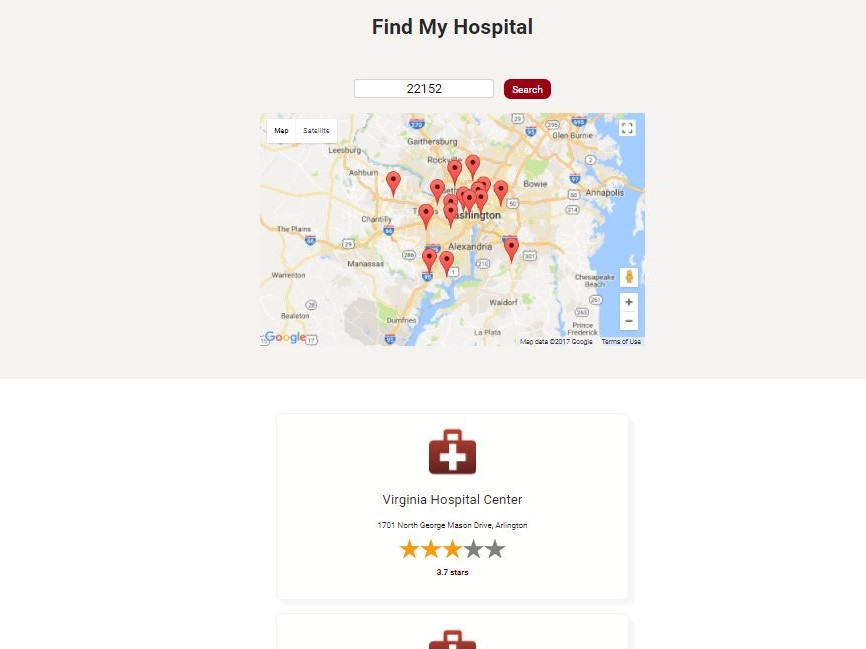 Find My Hospital
22152
Search
Map
Satellite
Gaithersburg
Glen Burnie
Leesburg
Ashburn
Bowie
Annapolis
Chantilly
ashington
The Plains
Alexandria
Manassas
Warrenton
Chesapeake
Beach
Waldorf
Bealeton
Dumfries
La Plata
Prince
Frederick
Google
Map data ©2017 Google
Terms of Use
Virginia Hospital Center
1701 North George Mason Drive, Arlington
3.7 stars